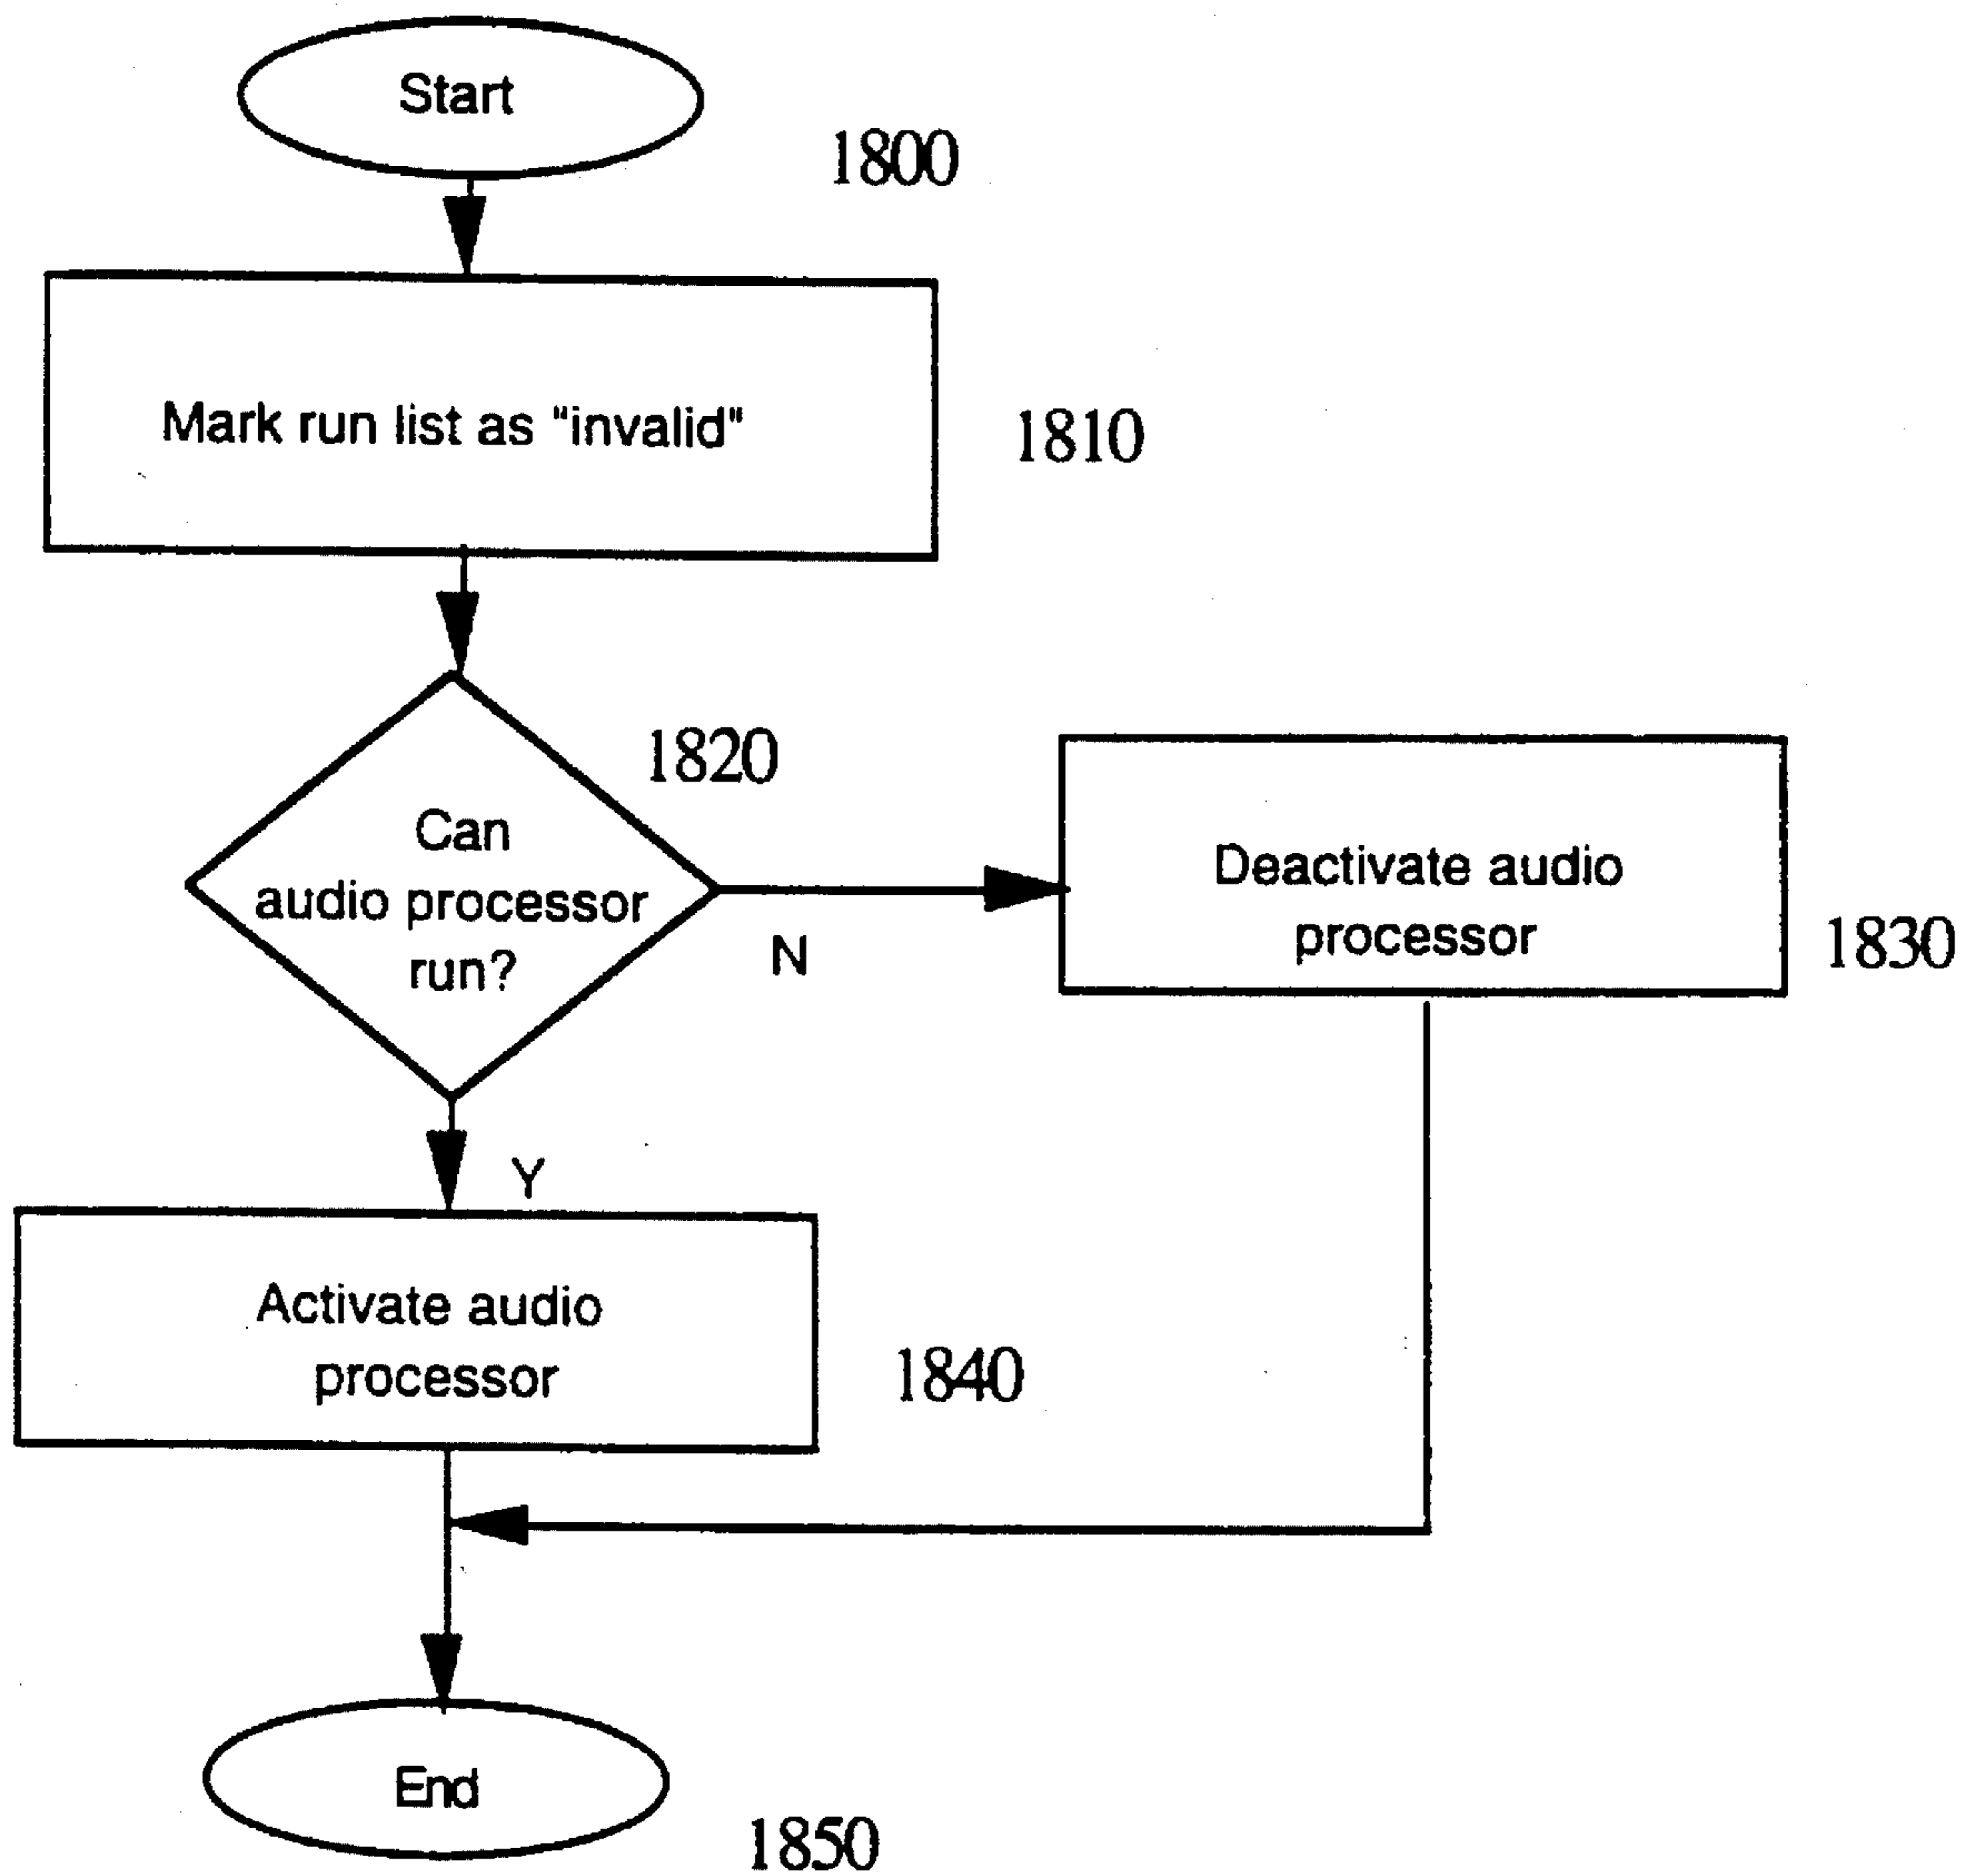 Start
1800
Mark run list as "invalid"
1810
1820
Can
audio processor
run?
N
Deactivate audio
processor
1830
Y
Activate audio
processor
1840
End
1850